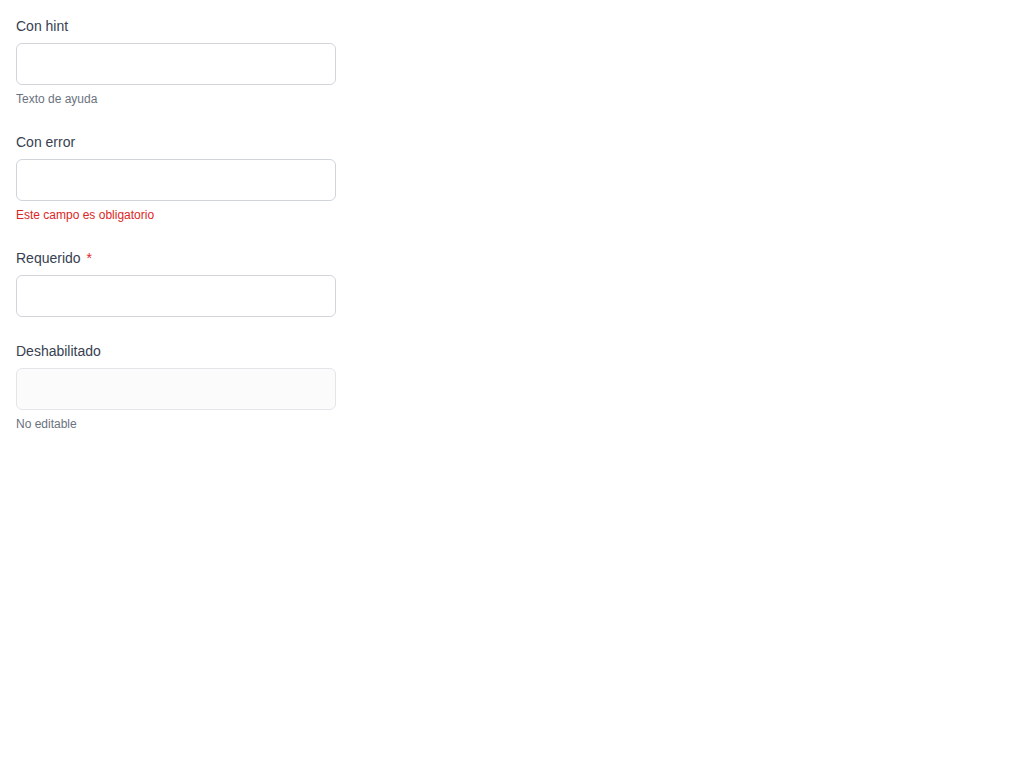 Con hint
Texto de ayuda
Con error
Este campo es obligatorio
Requerido *
Deshabilitado
No editable